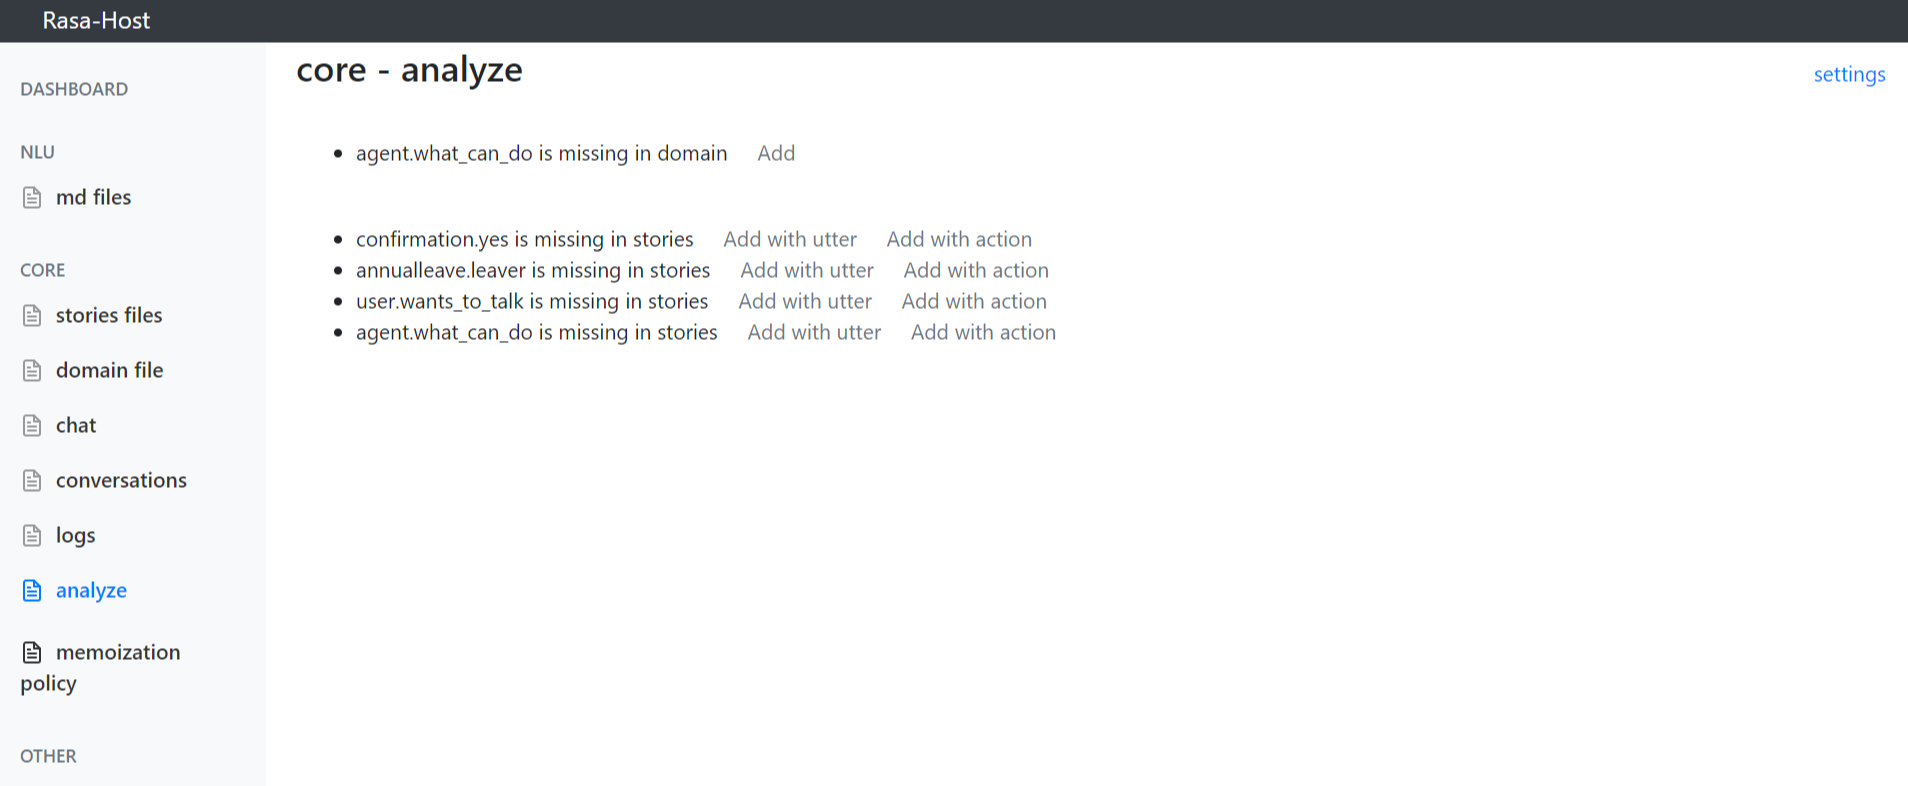 Rasa-Host
DASHBOARD
NLU
md files
CORE
stories files
domain file
chat
conversations
logs
analyze
memoization
policy
OTHER
core - analyze
settings
agent.what_can_do is missing in domain Add
confirmation.yes is missing in stories Add with utter Add with action
annualleave.leaver is missing in stories Add with utter Add with action
user.wants_to_talk is missing in stories Add with utter Add with action
agent.what_can_do is missing in stories Add with utter Add with action